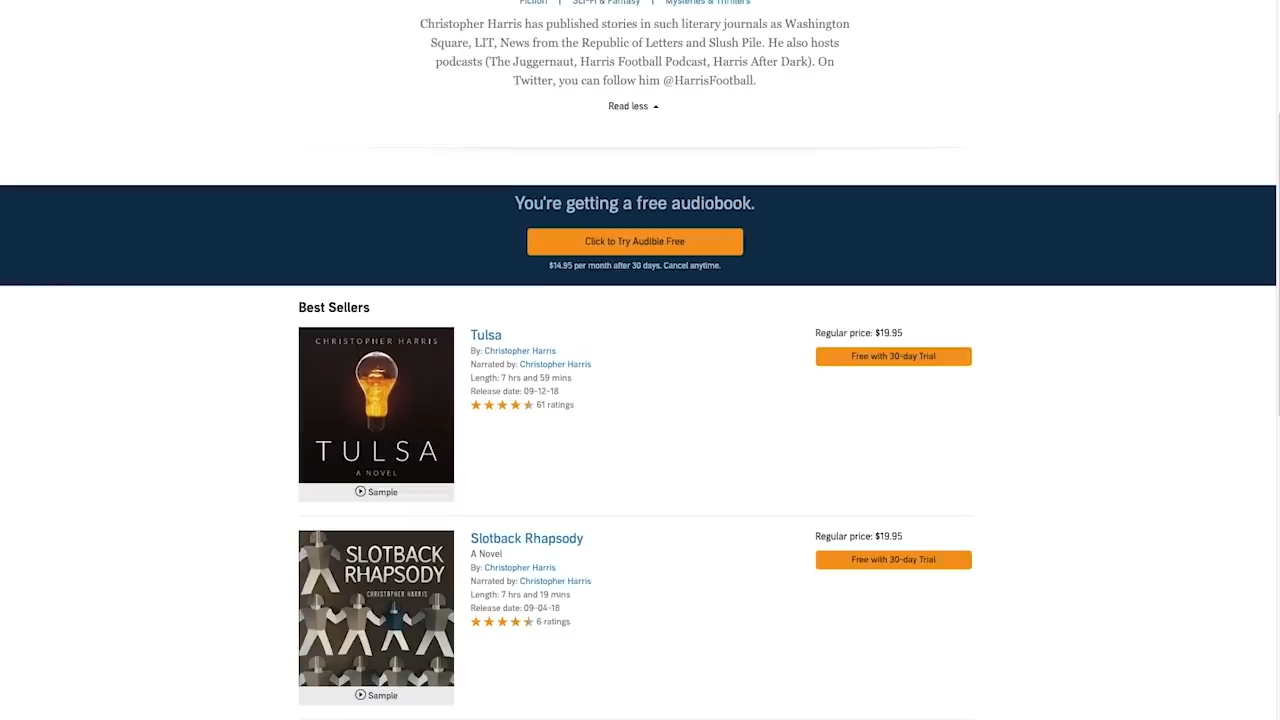 Fiction | Sci-Fi & Fantasy | Mysteries & Thrillers
Christopher Harris has published stories in such literary journals as Washington
Square, LIT, News from the Republic of Letters and Slush Pile. He also hosts
podcasts (The Juggernaut, Harris Football Podcast, Harris After Dark). On
Twitter, you can follow him @HarrisFootball.
Read less
You're getting a free audiobook.
Click to Try Audible Free
$14.95 per month after 30 days. Cancel anytime.
Best Sellers
CHRISTOPHER HARRIS
TULSA
A NOVEL
Sample
Tulsa
By: Christopher Harris
Narrated by: Christopher Harris
Length: 7 hrs and 59 mins
Release date: 09-12-18
61 ratings
Regular price: $19.95
Free with 30-day Trial
SLOTBACK
RHAPSODY
CHRISTOPHER HARRIS
Sample
Slotback Rhapsody
A Novel
By: Christopher Harris
Narrated by: Christopher Harris
Length: 7 hrs and 19 mins
Release date: 09-04-18
6 ratings
Regular price: $19.95
Free with 30-day Trial